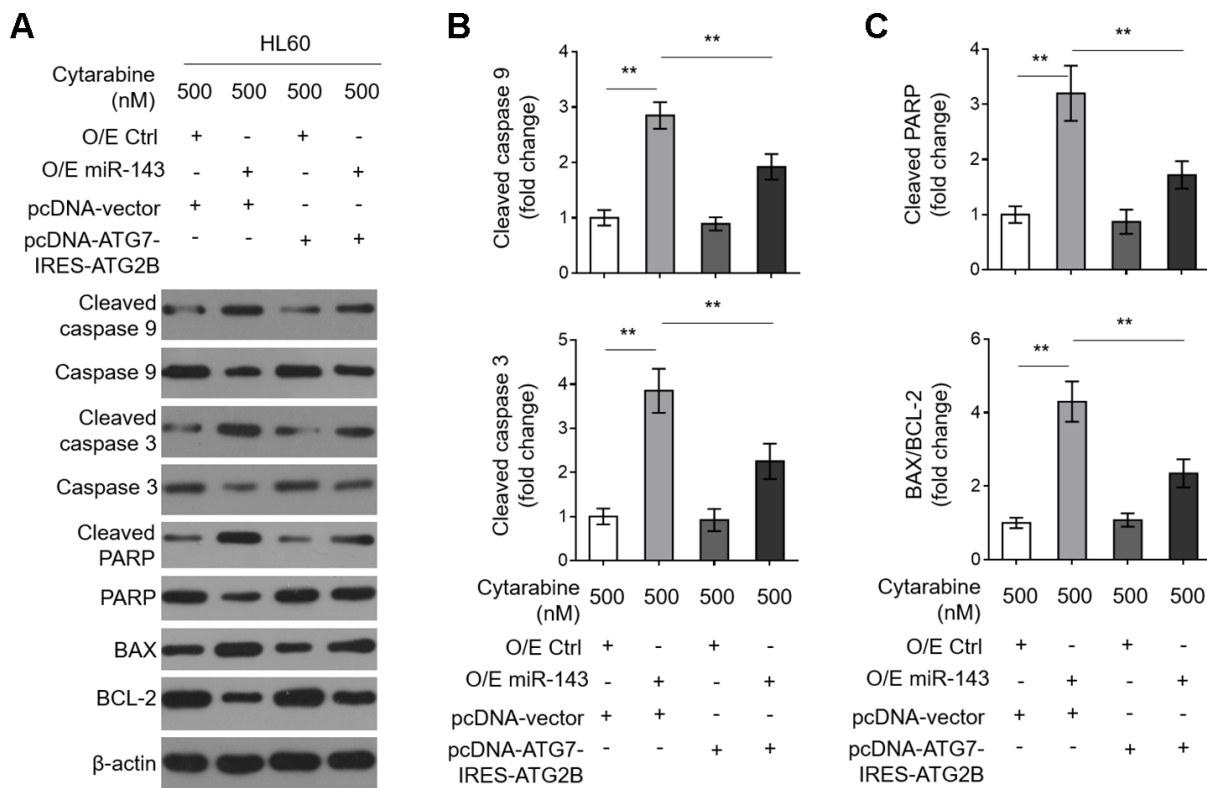 A
HL60
Cytarabine
(nM)
500 500 500 500
O/E Ctrl + - + -
O/E miR-143 - + - +
pcDNA-vector + + - -
pcDNA-ATG7-
IRES-ATG2B
- - + +
Cleaved
caspase 9
Caspase 9
Cleaved
caspase 3
Caspase 3
Cleaved
PARP
PARP
BAX
BCL-2
β-actin
B
Cleaved caspase 9
(fold change)
4
3
2
1
0
**
**
Cleaved caspase 3
(fold change)
5
4
3
2
1
0
**
**
Cytarabine
(nM)
500 500 500 500
O/E Ctrl + - + -
O/E miR-143 - + - +
pcDNA-vector + + - -
pcDNA-ATG7-
IRES-ATG2B
- - + +
C
Cleaved PARP
(fold change)
4
3
2
1
0
**
**
BAX/BCL-2
(fold change)
6
4
2
0
**
**
Cytarabine
(nM)
500 500 500 500
O/E Ctrl + - + -
O/E miR-143 - + - +
pcDNA-vector + + - -
pcDNA-ATG7-
IRES-ATG2B
- - + +